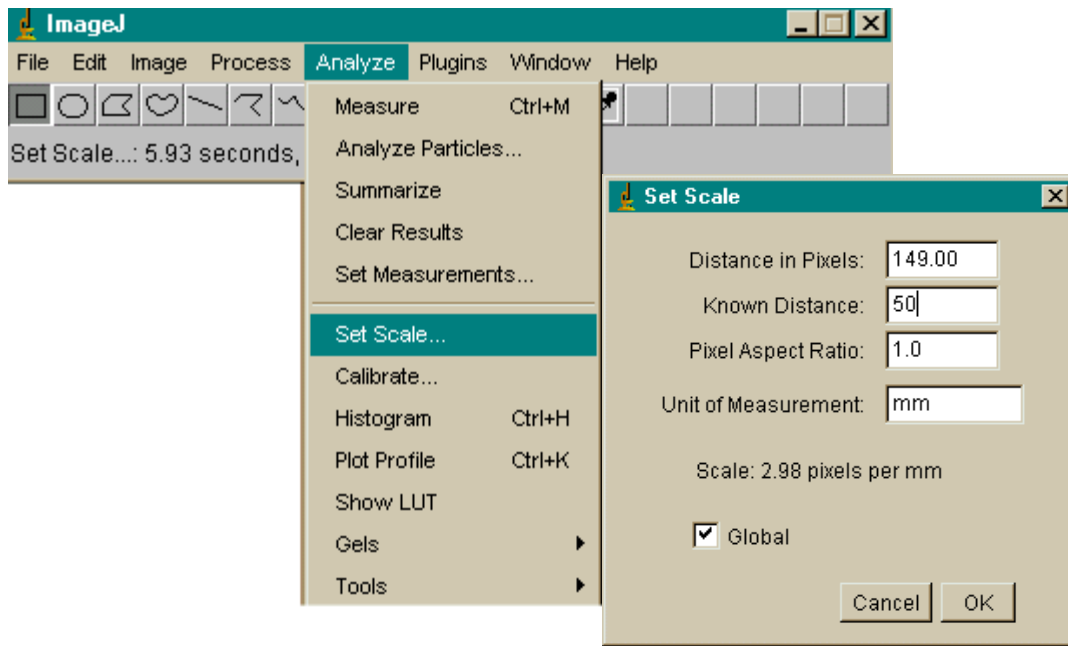 ImageJ
File Edit Image Process Analyze Plugins Window Help
Set Scale...: 5.93 seconds,
Measure Ctrl+M
Analyze Particles...
Summarize
Clear Results
Set Measurements...
Set Scale...
Calibrate...
Histogram Ctrl+H
Plot Profile Ctrl+K
Show LUT
Gels
Tools
Set Scale
Distance in Pixels: 149.00
Known Distance: 50
Pixel Aspect Ratio: 1.0
Unit of Measurement: mm
Scale: 2.98 pixels per mm
Global
Cancel OK